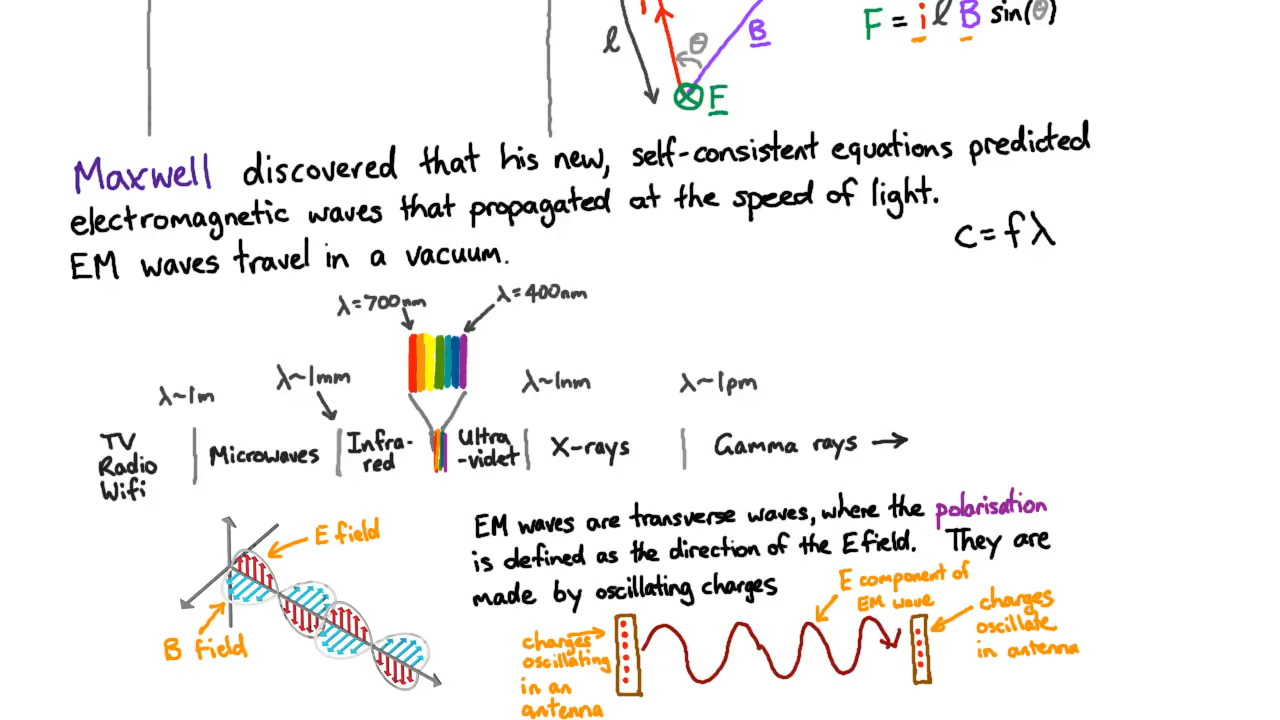 F = i l B sin(θ)
l
θ
B
F
Maxwell discovered that his new, self-consistent equations predicted
electromagnetic waves that propagated at the speed of light.
c = fλ
EM waves travel in a vacuum.
λ=700nm
λ=400nm
λ~1m
λ~1mm
λ~1nm
λ~1pm
TV
Radio
Wifi
Microwaves
Infra-
red
Ultra
-violet
X-rays
Gamma rays
E field
B field
EM waves are transverse waves, where the polarisation
is defined as the direction of the E field. They are
made by oscillating charges
E component of
EM wave
charges
oscillating
in an
antenna
charges
oscillate
in antenna